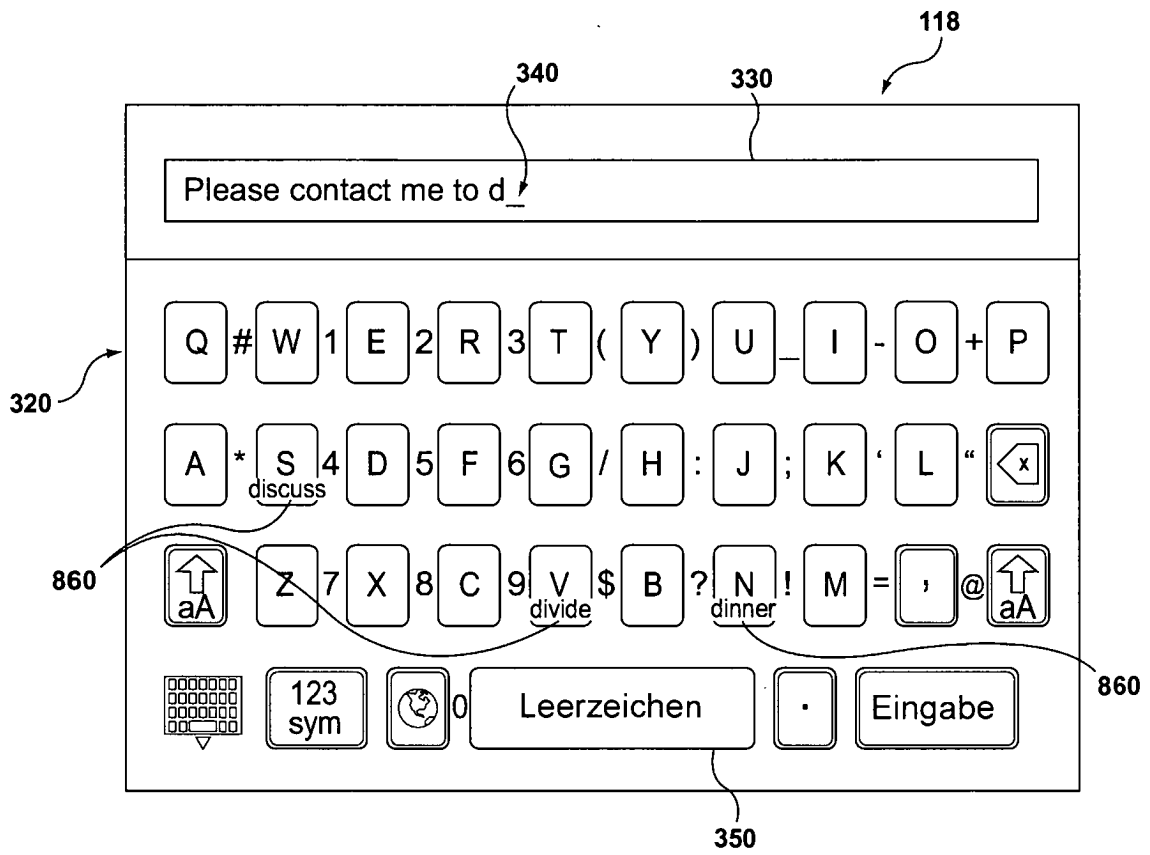 118
340
330
Please contact me to d_
320
Q # W 1 E 2 R 3 T ( Y ) U _ I - O + P
A * S 4 D 5 F 6 G / H : J ; K ‘ L “ x
discuss
860
aA Z 7 X 8 C 9 V $ B ? N ! M = , @ aA
divide dinner
860
123 sym 0 Leerzeichen . Eingabe
350